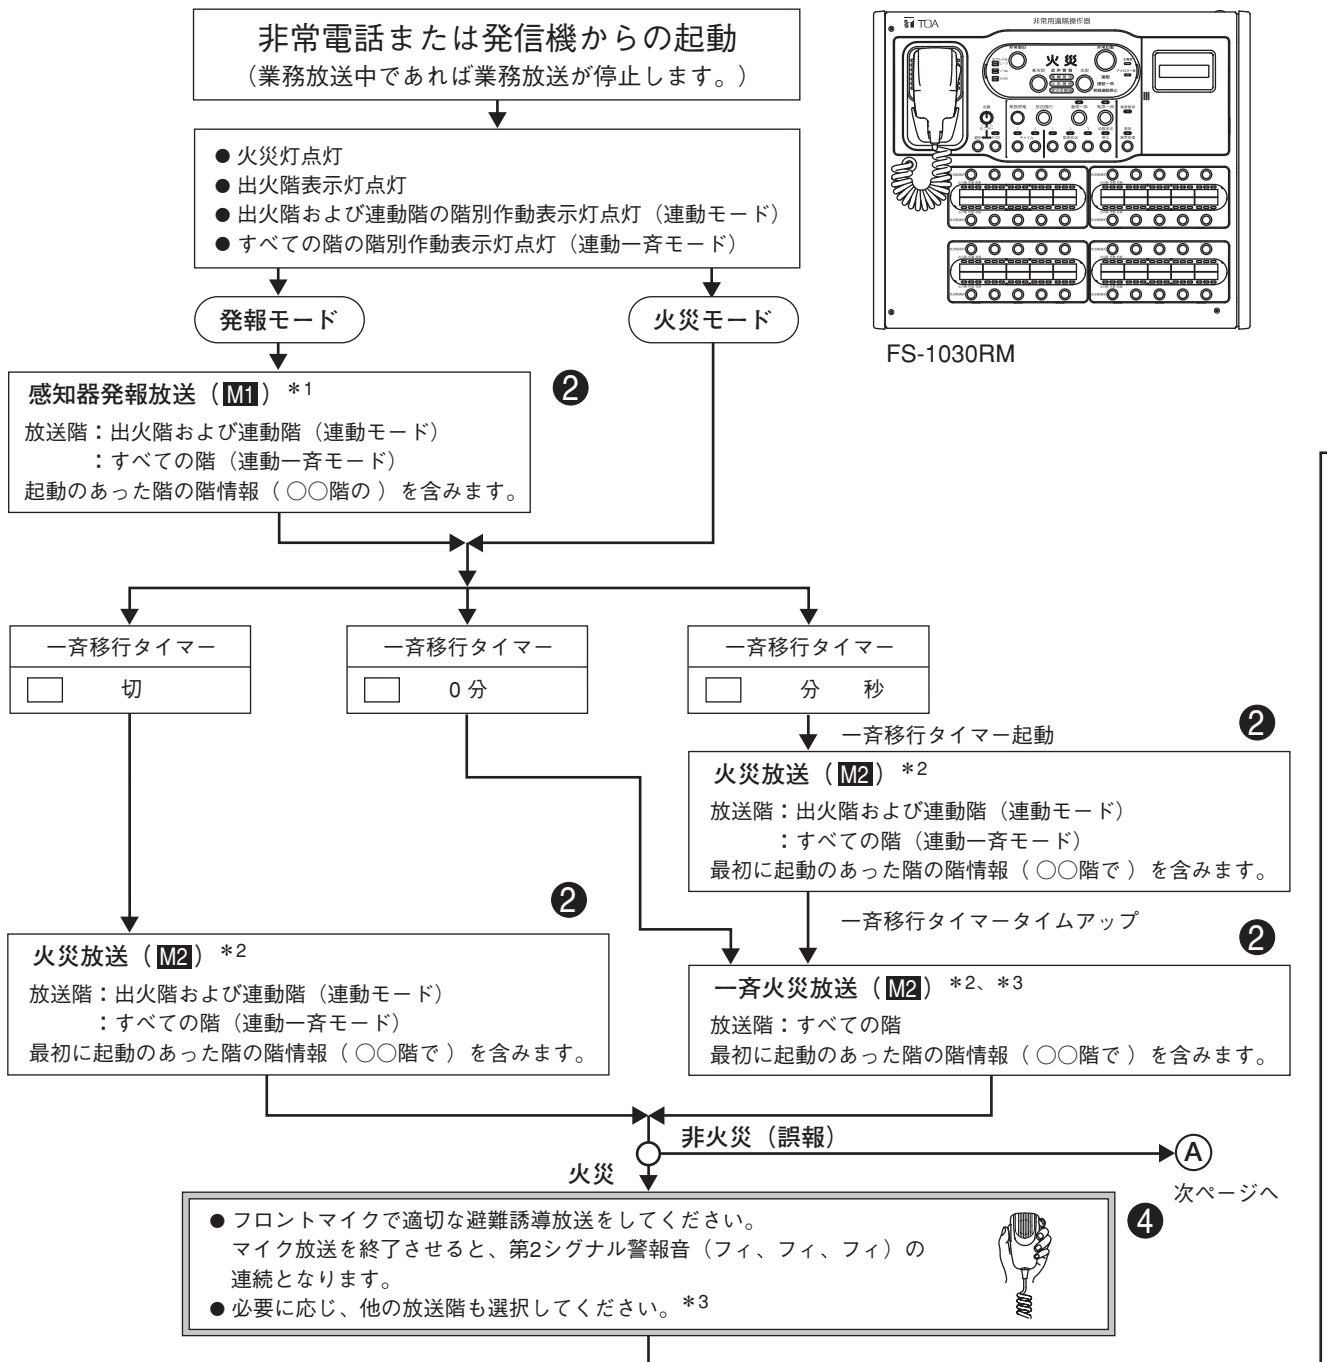 非常電話または発信機からの起動
（業務放送中であれば業務放送が停止します。）
● 火災灯点灯
● 出火階表示灯点灯
● 出火階および連動階の階別作動表示灯点灯（連動モード）
● すべての階の階別作動表示灯点灯（連動一斉モード）
TOA
非常用遠隔操作器
火災
FS-1030RM
発報モード
火災モード
感知器発報放送（M1）＊1
❷
放送階：出火階および連動階（連動モード）
：すべての階（連動一斉モード）
起動のあった階の階情報（ ○○階の ）を含みます。
一斉移行タイマー
切
一斉移行タイマー
0 分
一斉移行タイマー
分　秒
一斉移行タイマー起動
❷
火災放送（M2）＊2
放送階：出火階および連動階（連動モード）
：すべての階（連動一斉モード）
最初に起動のあった階の階情報（ ○○階で ）を含みます。
一斉移行タイマータイムアップ
❷
火災放送（M2）＊2
放送階：出火階および連動階（連動モード）
：すべての階（連動一斉モード）
最初に起動のあった階の階情報（ ○○階で ）を含みます。
❷
一斉火災放送（M2）＊2、＊3
放送階：すべての階
最初に起動のあった階の階情報（ ○○階で ）を含みます。
非火災（誤報）
A
次ページへ
火災
❹
● フロントマイクで適切な避難誘導放送をしてください。
マイク放送を終了させると、第2シグナル警報音（フィ、フィ、フィ）の
連続となります。
● 必要に応じ、他の放送階も選択してください。＊3